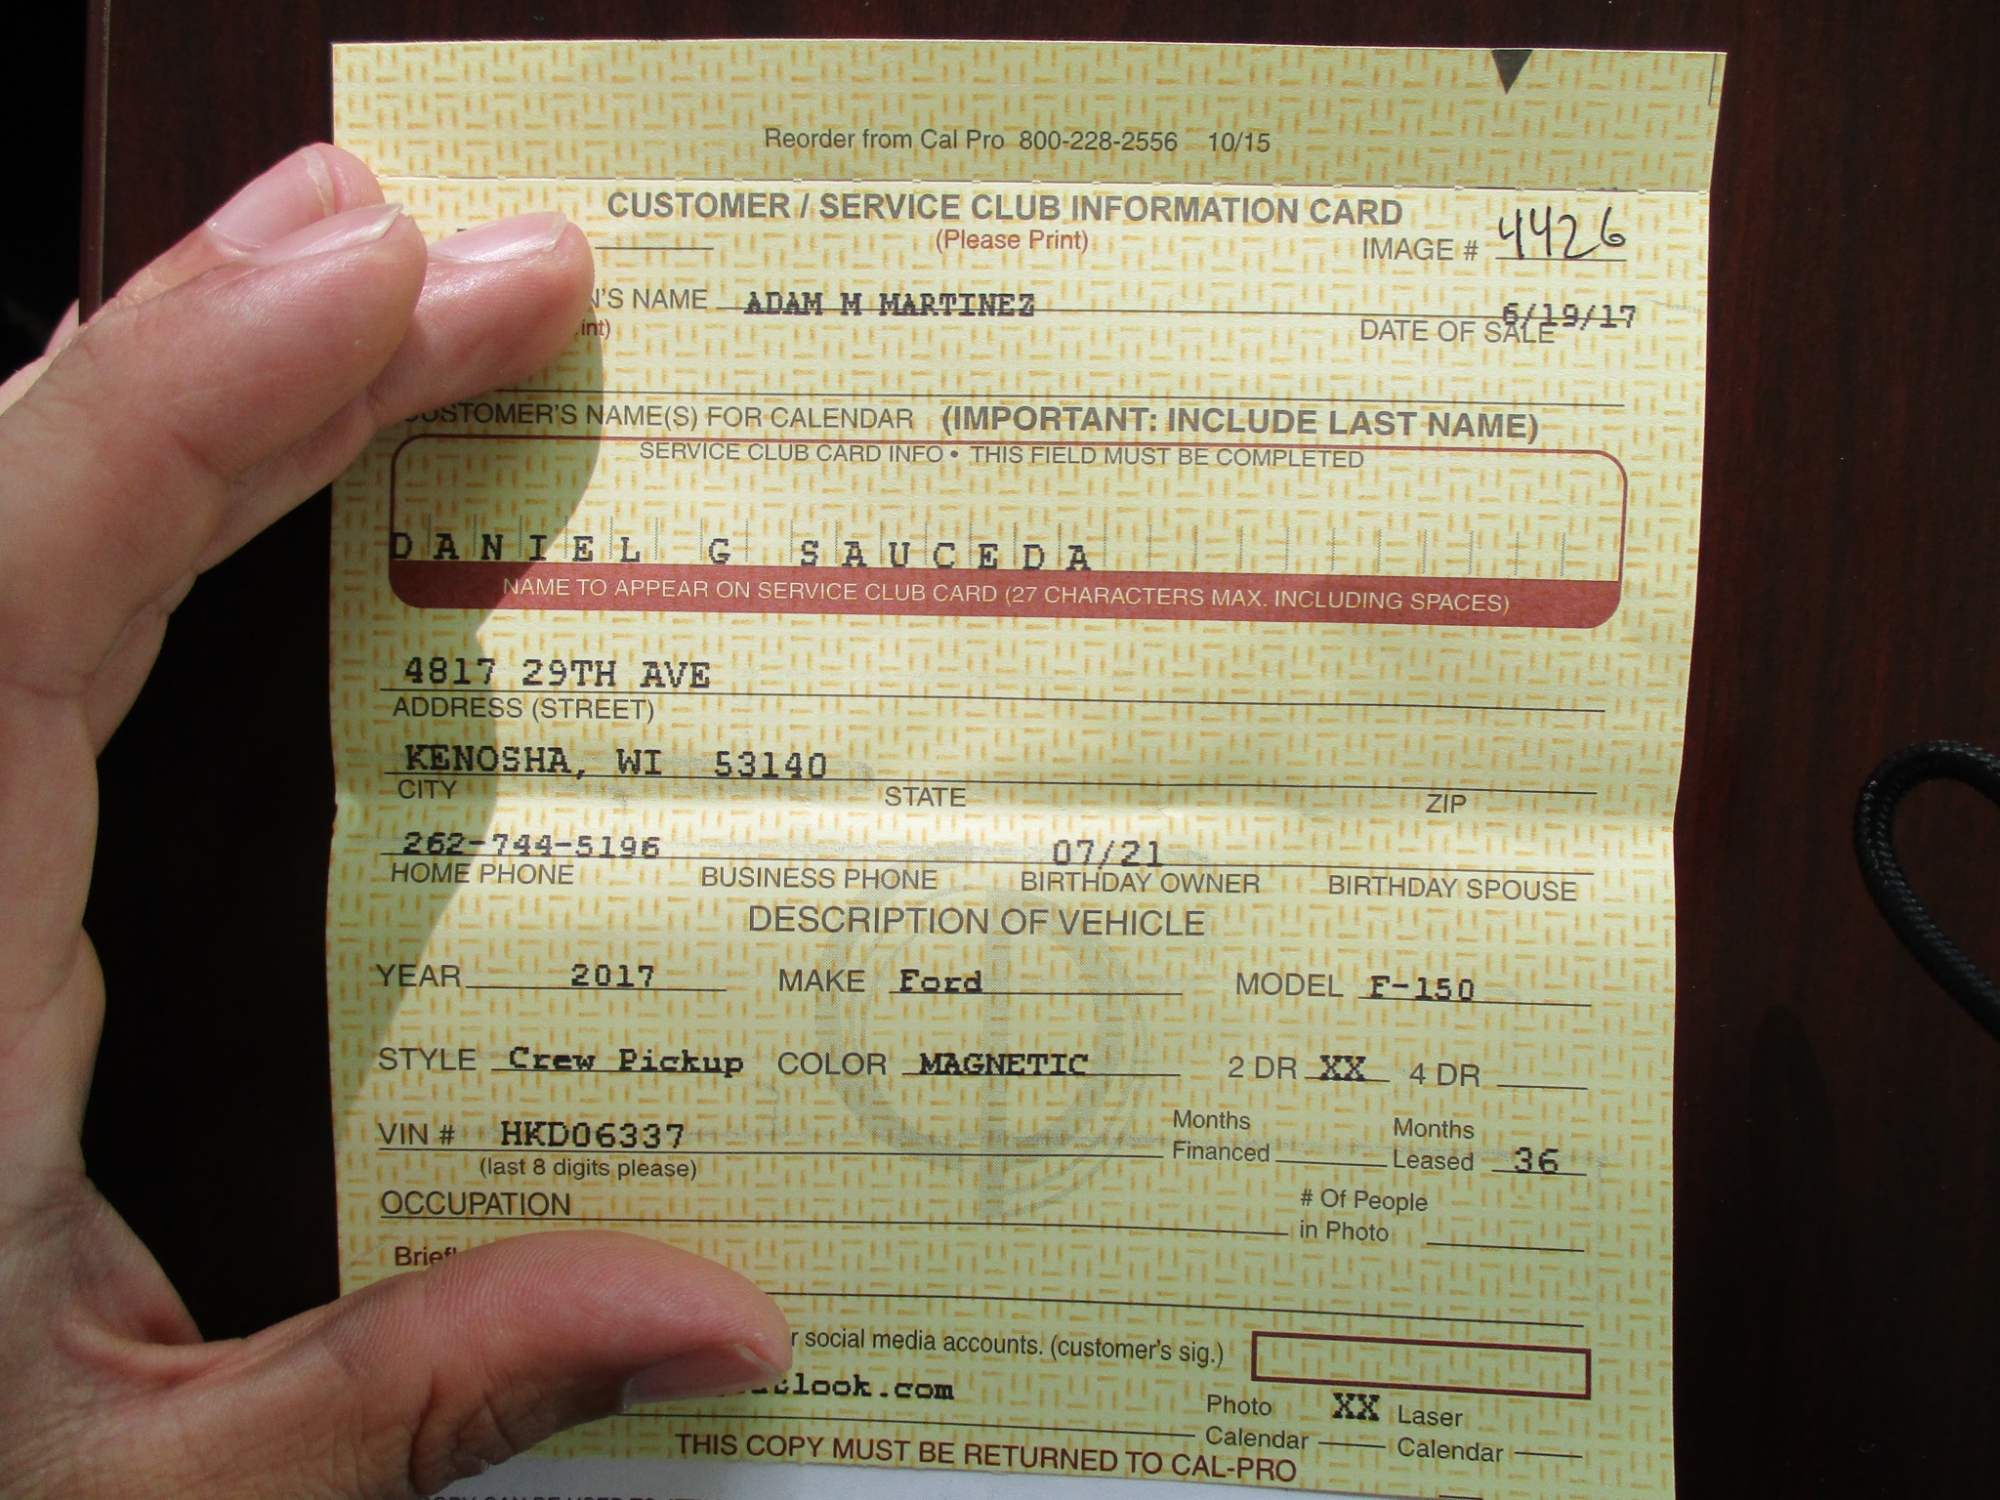 Reorder from Cal Pro 800-228-2556 10/15
CUSTOMER / SERVICE CLUB INFORMATION CARD
(Please Print)
IMAGE # 4426
NAME ADAM M MARTINEZ
DATE OF SALE 6/19/17
CUSTOMER'S NAME(S) FOR CALENDAR (IMPORTANT: INCLUDE LAST NAME)
SERVICE CLUB CARD INFO • THIS FIELD MUST BE COMPLETED
DANIEL G SAUCEDA
NAME TO APPEAR ON SERVICE CLUB CARD (27 CHARACTERS MAX. INCLUDING SPACES)
4817 29TH AVE
ADDRESS (STREET)
KENOSHA, WI 53140
CITY STATE ZIP
262-744-5196 07/21
HOME PHONE BUSINESS PHONE BIRTHDAY OWNER BIRTHDAY SPOUSE
DESCRIPTION OF VEHICLE
YEAR 2017 MAKE Ford MODEL F-150
STYLE Crew Pickup COLOR MAGNETIC 2 DR XX 4 DR
VIN # HKD06337 Months Financed Months Leased 36
(last 8 digits please)
OCCUPATION # Of People in Photo
social media accounts. (customer's sig.)
Photo Calendar XX Laser Calendar
THIS COPY MUST BE RETURNED TO CAL-PRO